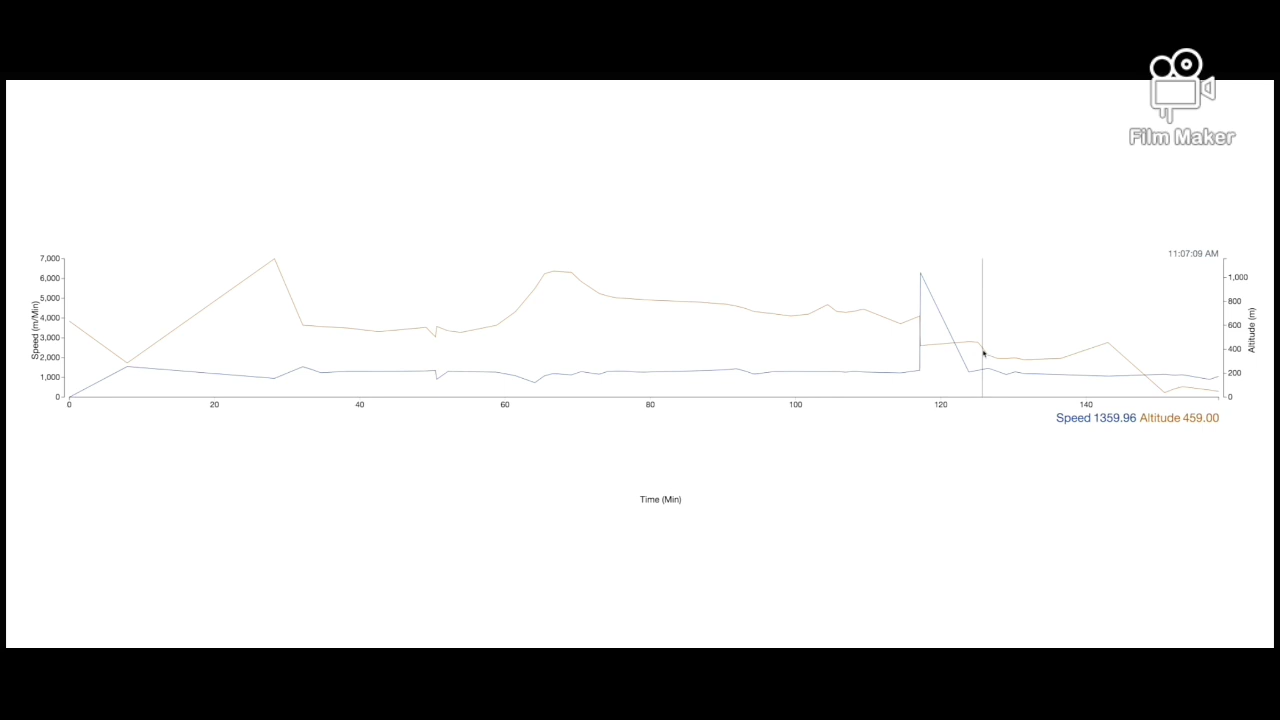 Film Maker
11:07:09 AM
7,000
6,000
5,000
4,000
3,000
2,000
1,000
0
Speed (m/Min)
1,000
800
600
400
200
0
Altitude (m)
0 20 40 60 80 100 120 140
Speed 1359.96 Altitude 459.00
Time (Min)